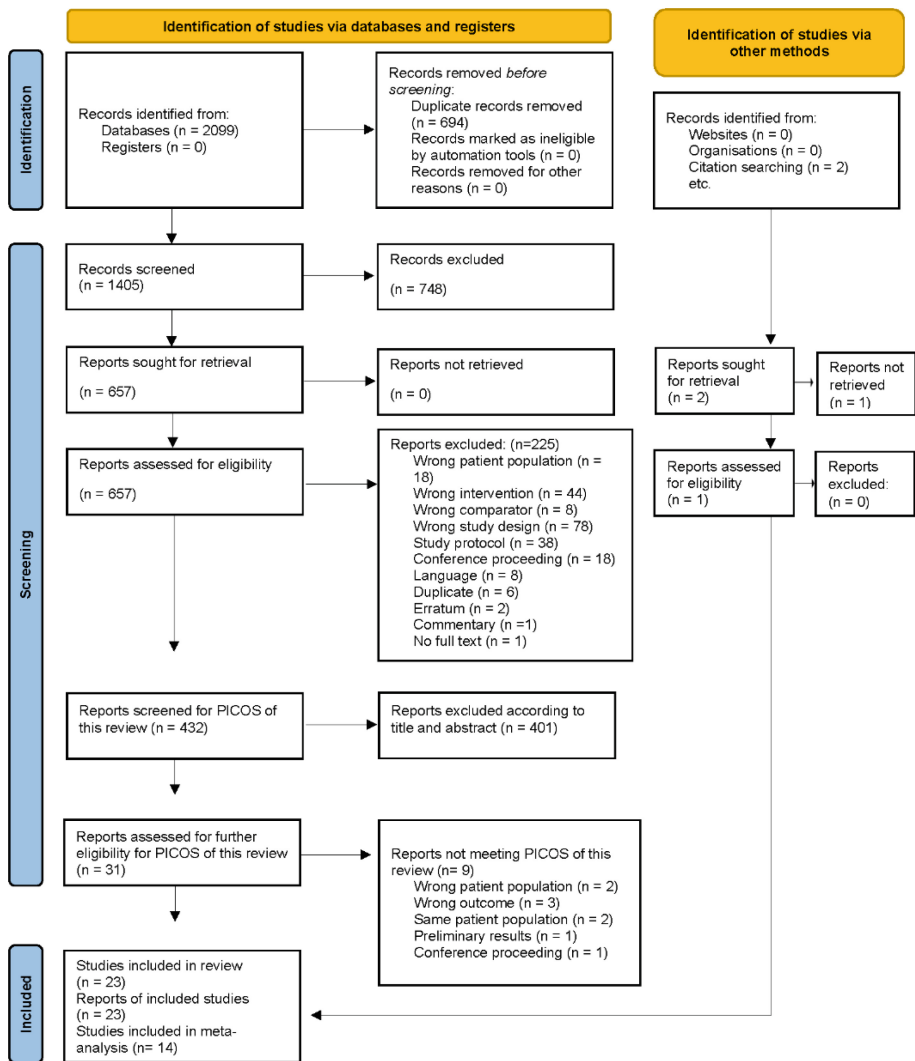 Identification of studies via databases and registers
Identification of studies via
other methods
Identification
Records identified from:
Databases (n = 2099)
Registers (n = 0)
Records removed before
screening:
Duplicate records removed
(n = 694)
Records marked as ineligible
by automation tools (n = 0)
Records removed for other
reasons (n = 0)
Records identified from:
Websites (n = 0)
Organisations (n = 0)
Citation searching (n = 2)
etc.
Screening
Records screened
(n = 1405)
Records excluded
(n = 748)
Reports sought for retrieval
(n = 657)
Reports not retrieved
(n = 0)
Reports sought
for retrieval
(n = 2)
Reports not
retrieved
(n = 1)
Reports assessed for eligibility
(n = 657)
Reports excluded: (n=225)
Wrong patient population (n =
18)
Wrong intervention (n = 44)
Wrong comparator (n = 8)
Wrong study design (n = 78)
Study protocol (n = 38)
Conference proceeding (n = 18)
Language (n = 8)
Duplicate (n = 6)
Erratum (n = 2)
Commentary (n =1)
No full text (n = 1)
Reports assessed
for eligibility
(n = 1)
Reports
excluded:
(n = 0)
Reports screened for PICOS of
this review (n = 432)
Reports excluded according to
title and abstract (n = 401)
Reports assessed for further
eligibility for PICOS of this review
(n = 31)
Reports not meeting PICOS of this
review (n= 9)
Wrong patient population (n = 2)
Wrong outcome (n = 3)
Same patient population (n = 2)
Preliminary results (n = 1)
Conference proceeding (n = 1)
Included
Studies included in review
(n = 23)
Reports of included studies
(n = 23)
Studies included in meta-
analysis (n= 14)